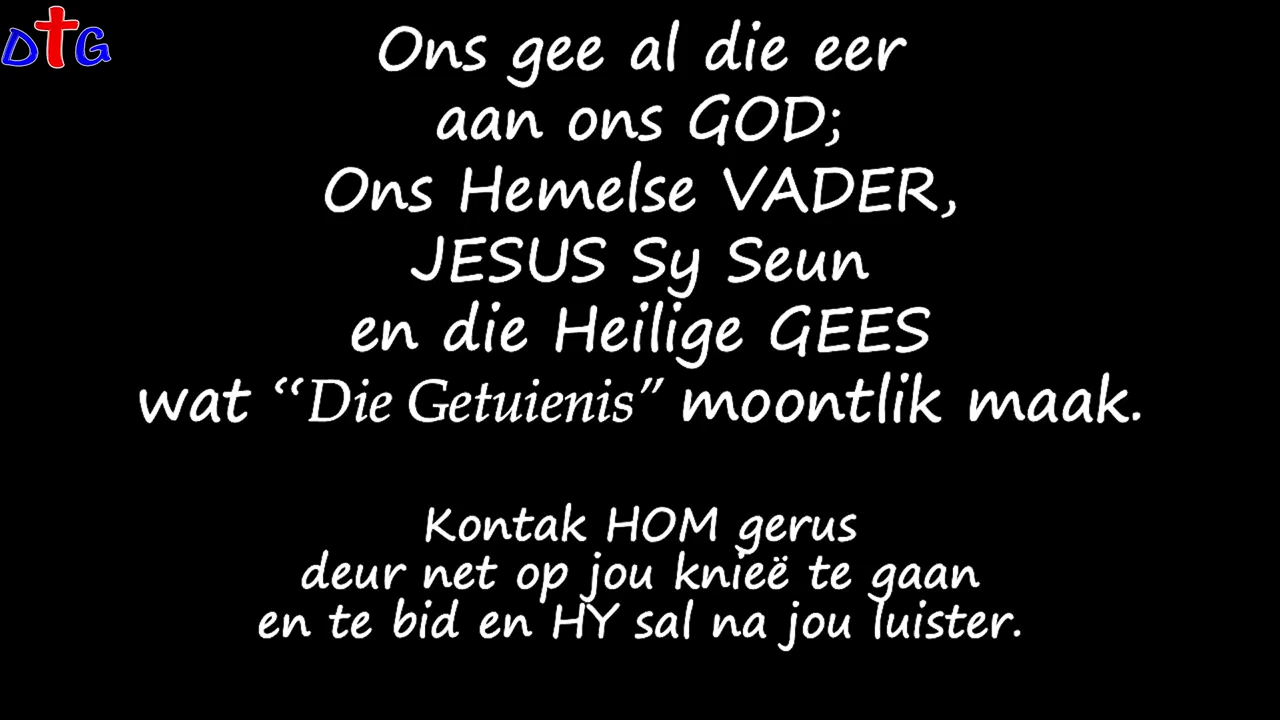 DTG
Ons gee al die eer
aan ons GOD;
Ons Hemelse VADER,
JESUS Sy Seun
en die Heilige GEES
wat “Die Getuienis” moontlik maak.
Kontak HOM gerus
deur net op jou knieë te gaan
en te bid en HY sal na jou luister.